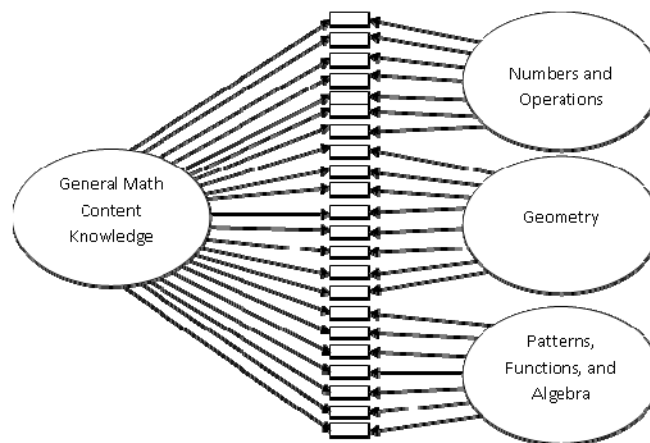 General Math
Content
Knowledge
Numbers and
Operations
Geometry
Patterns,
Functions, and
Algebra